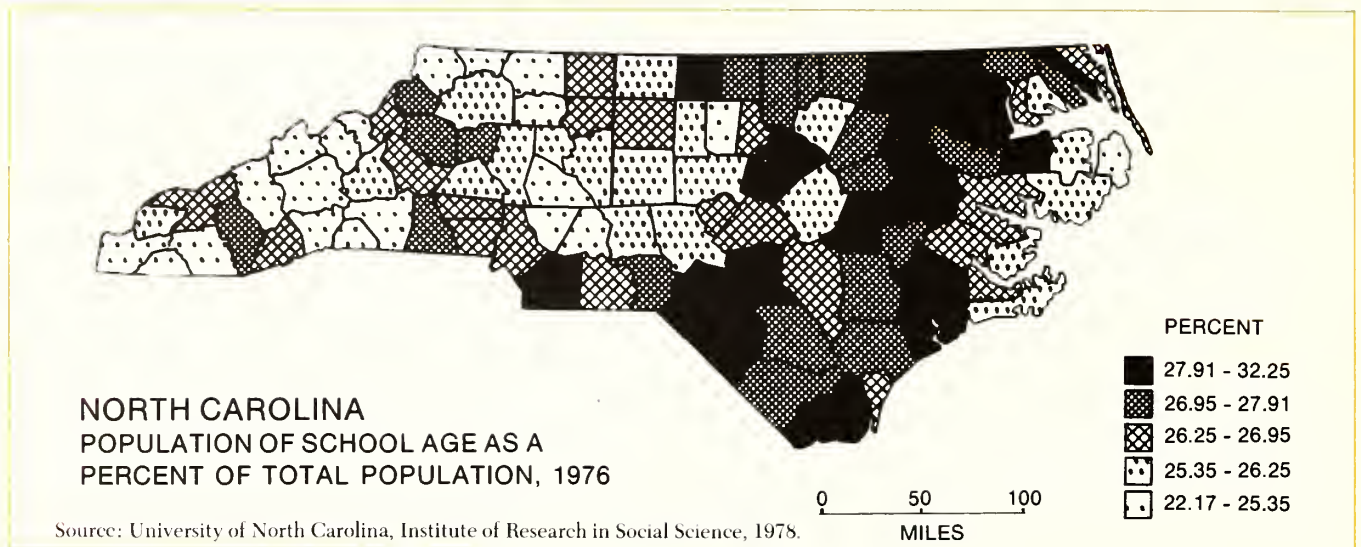 NORTH CAROLINA
POPULATION OF SCHOOL AGE AS A
PERCENT OF TOTAL POPULATION, 1976
Source: University of North Carolina, Institute of Research in Social Science, 1978.
0 50 100
MILES
PERCENT
27.91 - 32.25
26.95 - 27.91
26.25 - 26.95
25.35 - 26.25
22.17 - 25.35